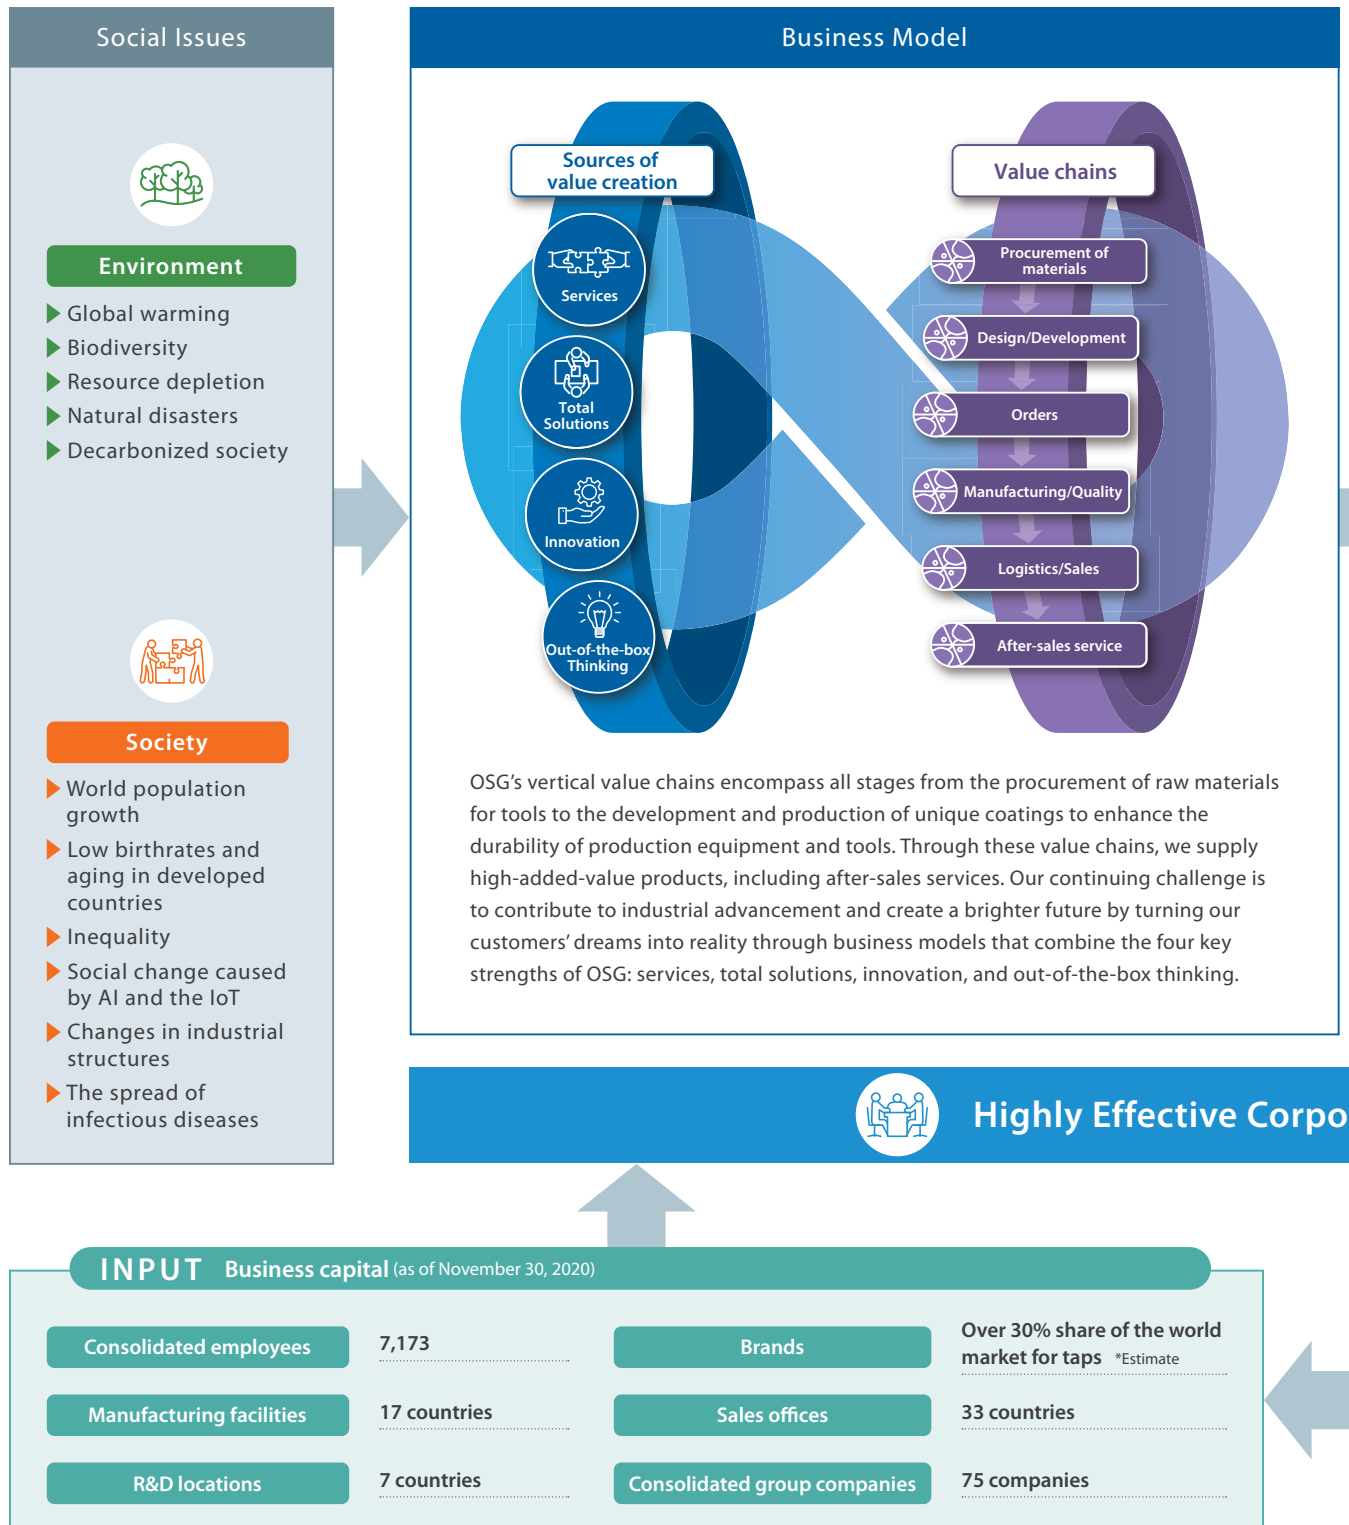 Social Issues
Environment
Global warming
Biodiversity
Resource depletion
Natural disasters
Decarbonized society
Society
World population
growth
Low birthrates and
aging in developed
countries
Inequality
Social change caused
by AI and the IoT
Changes in industrial
structures
The spread of
infectious diseases
Business Model
Sources of
value creation
Services
Total
Solutions
Innovation
Out-of-the-box
Thinking
Value chains
Procurement of
materials
Design/Development
Orders
Manufacturing/Quality
Logistics/Sales
After-sales service
OSG's vertical value chains encompass all stages from the procurement of raw materials
for tools to the development and production of unique coatings to enhance the
durability of production equipment and tools. Through these value chains, we supply
high-added-value products, including after-sales services. Our continuing challenge is
to contribute to industrial advancement and create a brighter future by turning our
customers' dreams into reality through business models that combine the four key
strengths of OSG: services, total solutions, innovation, and out-of-the-box thinking.
Highly Effective Corpo
INPUT Business capital (as of November 30, 2020)
Consolidated employees 7,173
Manufacturing facilities 17 countries
R&D locations 7 countries
Brands Over 30% share of the world
market for taps *Estimate
Sales offices 33 countries
Consolidated group companies 75 companies